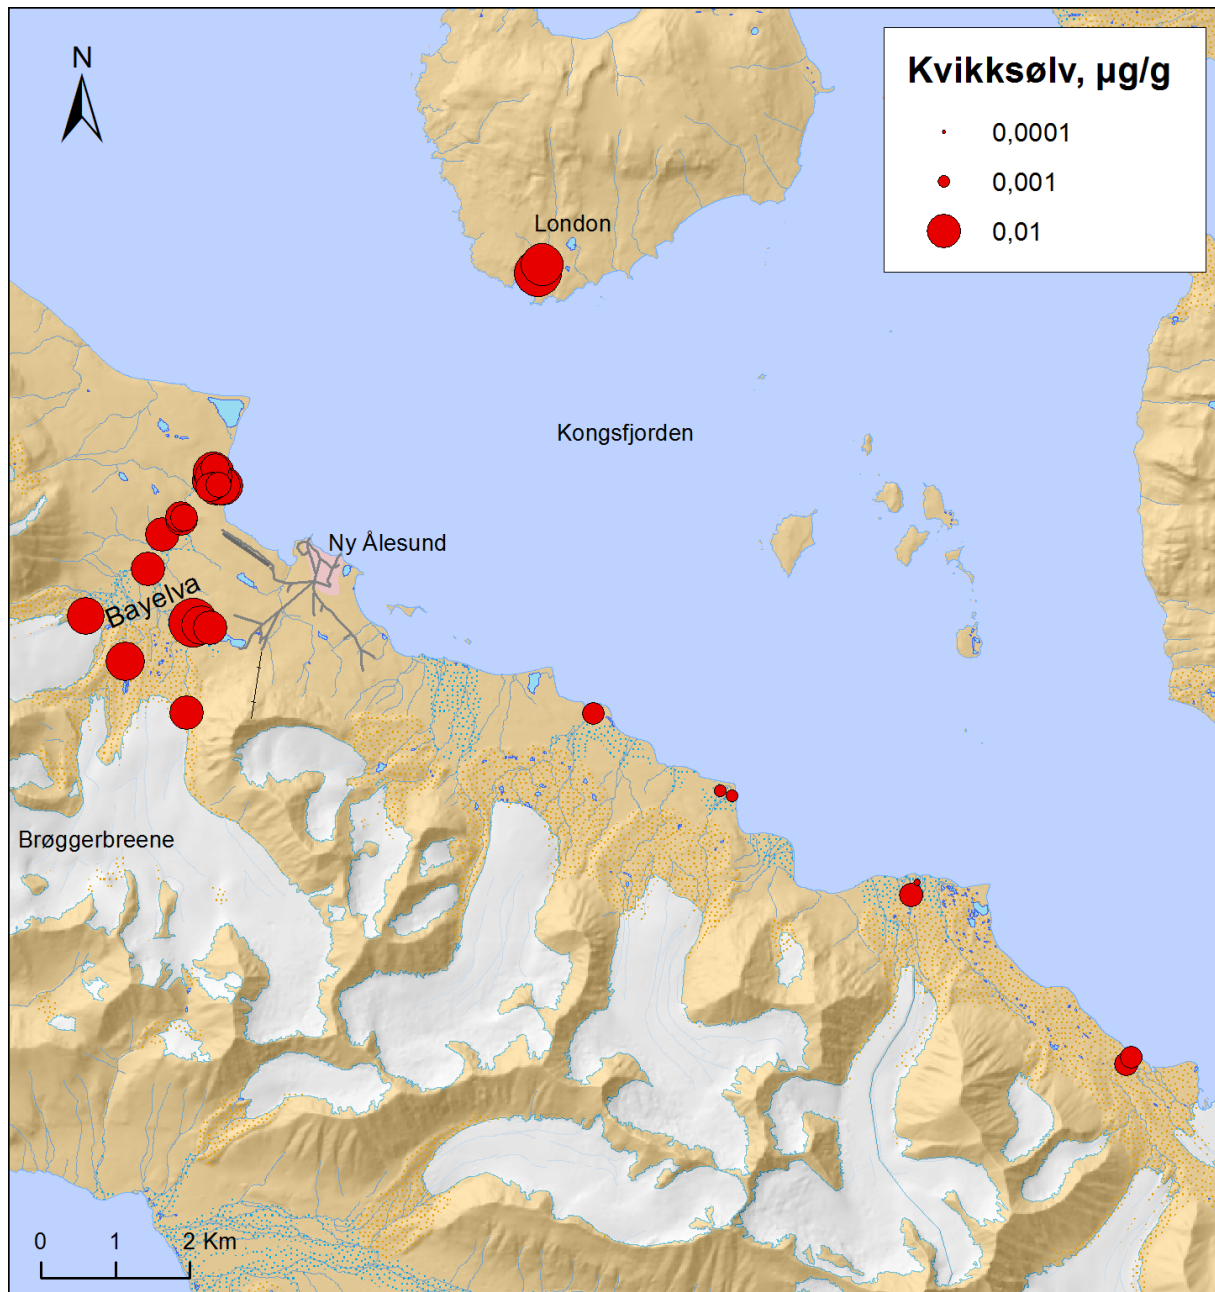 N
Kvikksølv, µg/g
0,0001
0,001
0,01
London
Kongsfjorden
Ny Ålesund
Bayelva
Brøggerbreene
0 1 2 Km